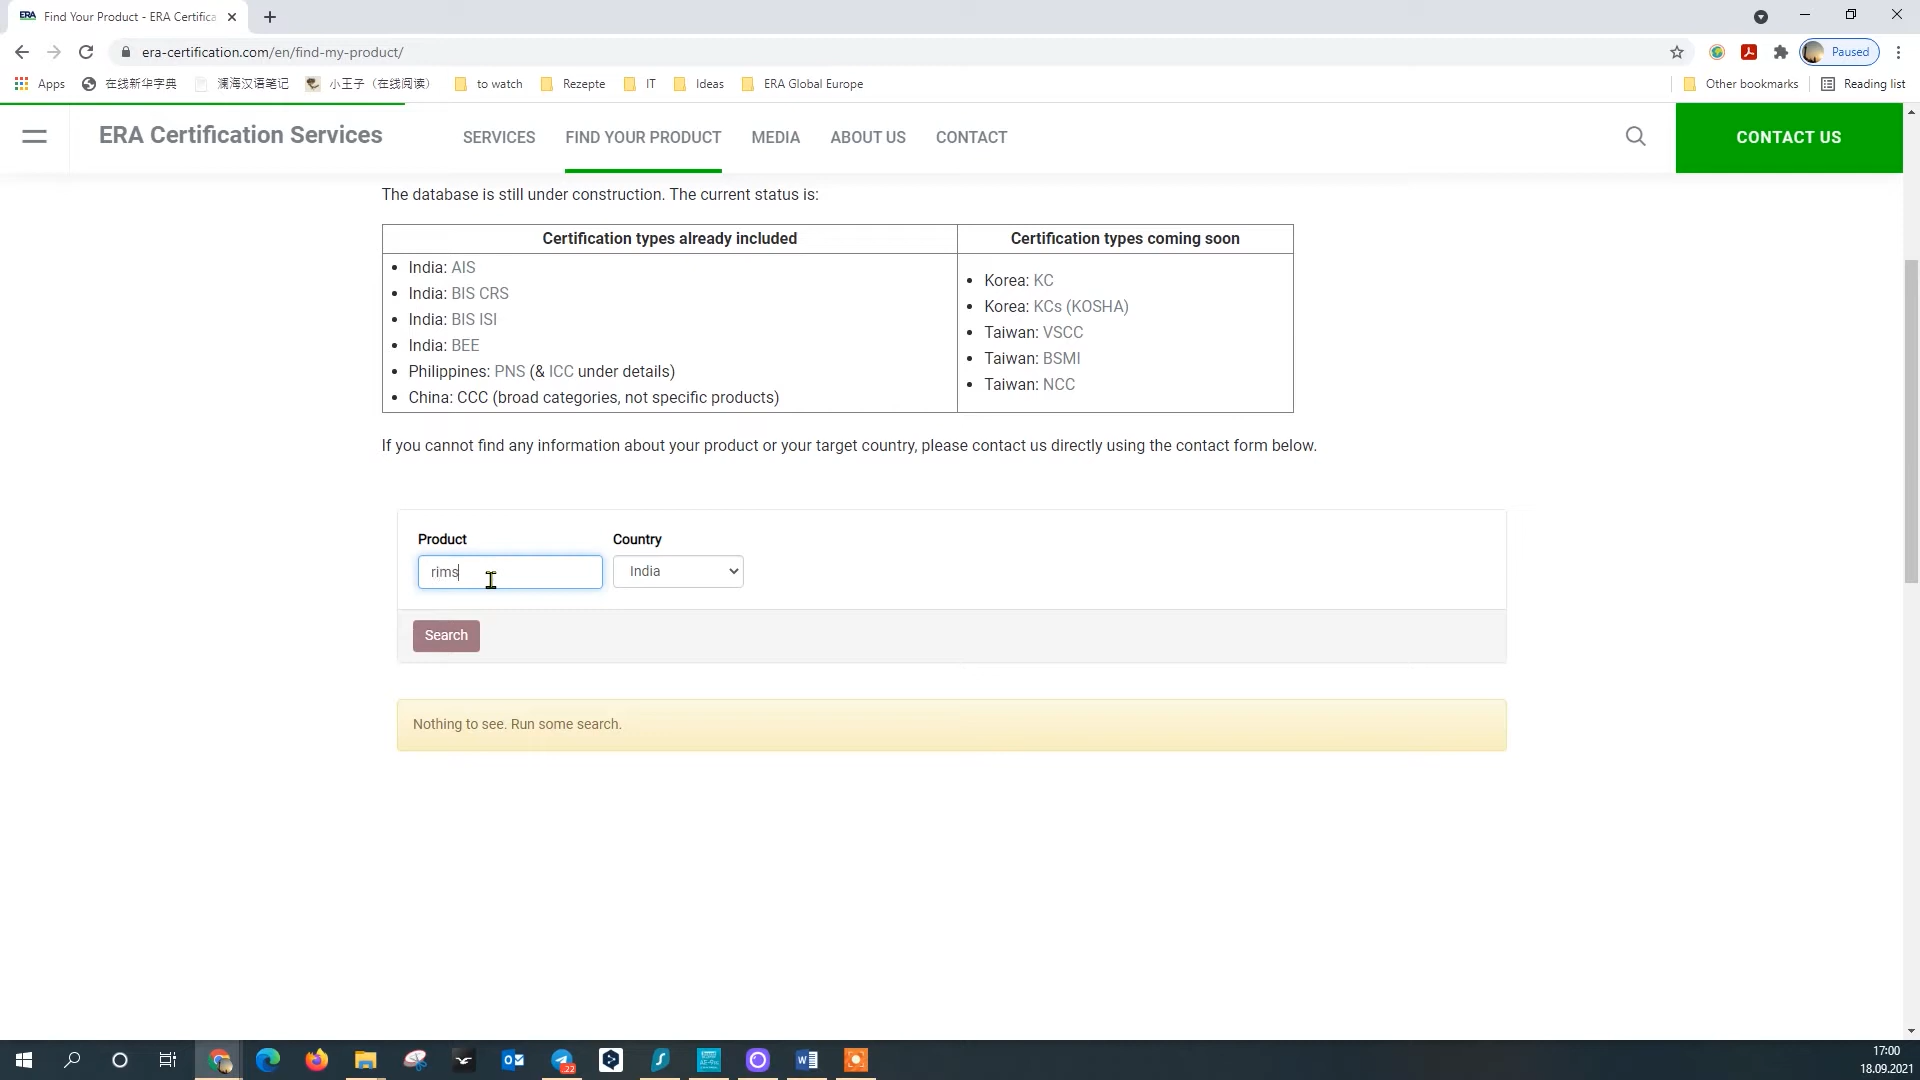 ERA Find Your Product - ERA Certifica
era-certification.com/en/find-my-product/
Paused
Apps 在线新华字典 澜海汉语笔记 小王子（在线阅读） to watch Rezepte IT Ideas ERA Global Europe Other bookmarks Reading list
ERA Certification Services SERVICES FIND YOUR PRODUCT MEDIA ABOUT US CONTACT CONTACT US
The database is still under construction. The current status is:
Certification types already included Certification types coming soon
• India: AIS
• India: BIS CRS
• India: BIS ISI
• India: BEE
• Philippines: PNS (& ICC under details)
• China: CCC (broad categories, not specific products)
• Korea: KC
• Korea: KCs (KOSHA)
• Taiwan: VSCC
• Taiwan: BSMI
• Taiwan: NCC
If you cannot find any information about your product or your target country, please contact us directly using the contact form below.
Product Country
rims India
Search
Nothing to see. Run some search.
22
17:00
18.09.2021